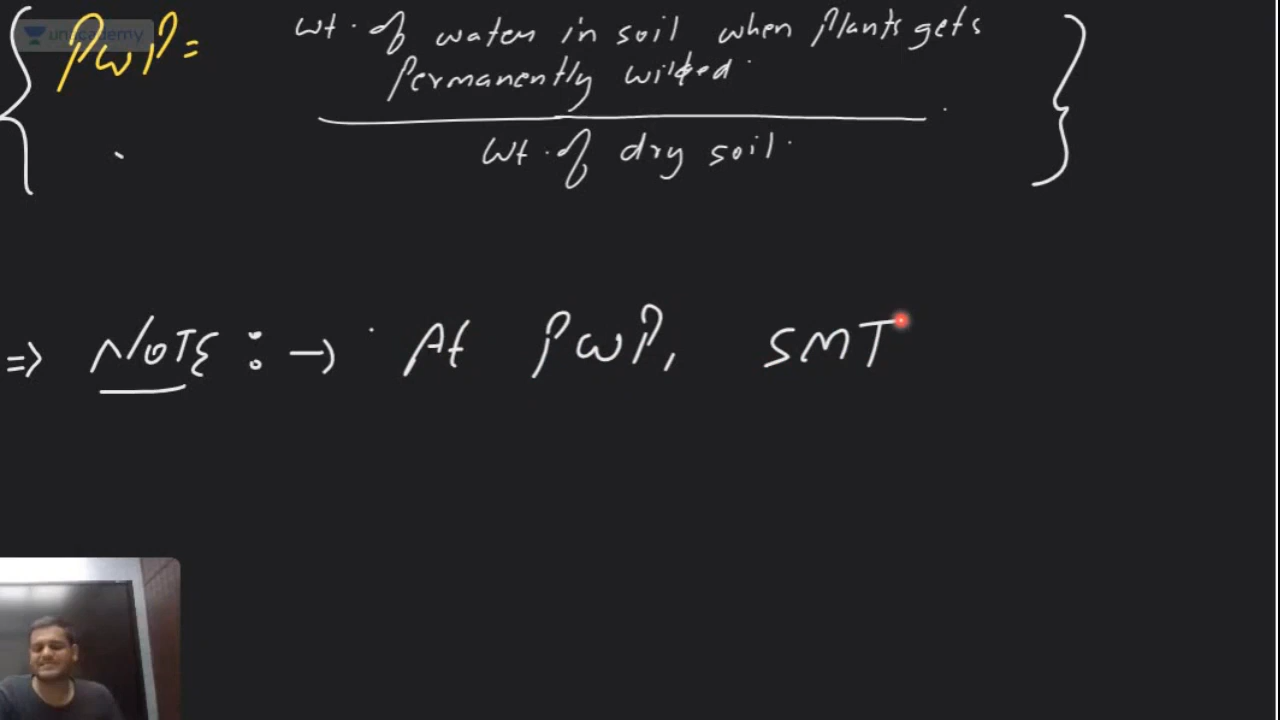 unacademy
PWP =
wt. of water in soil when plants gets
permanently wilted.
wt. of dry soil.
=> NOTE : → At PWP, SMT